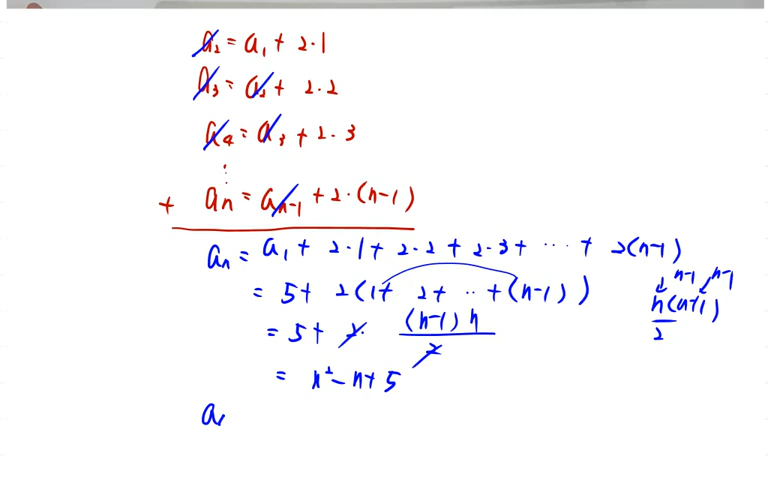 a₂ = a₁ + 2·1
a₃ = a₂ + 2·2
a₄ = a₃ + 2·3
⋮
+ aₙ = aₙ₋₁ + 2·(n-1)
aₙ = a₁ + 2·1 + 2·2 + 2·3 + ⋯ + 2(n-1)
= 5 + 2(1 + 2 + ·· + (n-1))
n-1 n-1
n(n+1)/2
= 5 + 2· (n-1)n/2
= n² - n + 5
a